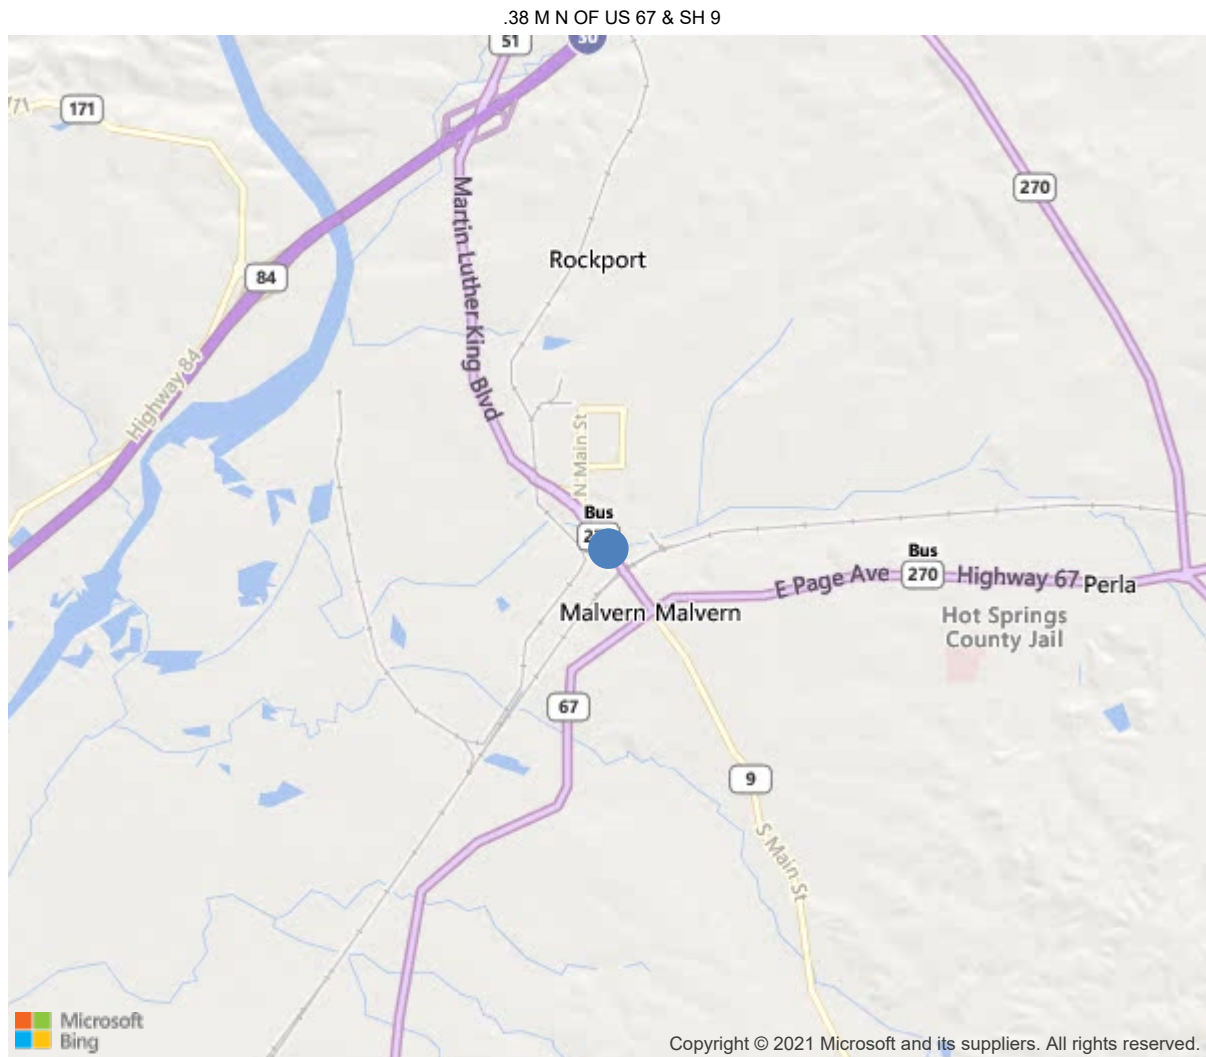 .38 M N OF US 67 & SH 9
51
30
171
270
Martin Luther King Blvd
Rockport
84
Highway 84
N Main St
Bus
Bus
E Page Ave
270
Highway 67
Perla
Malvern
Malvern
Hot Springs
County Jail
67
9
S Main St
Microsoft
Bing
Copyright © 2021 Microsoft and its suppliers. All rights reserved.